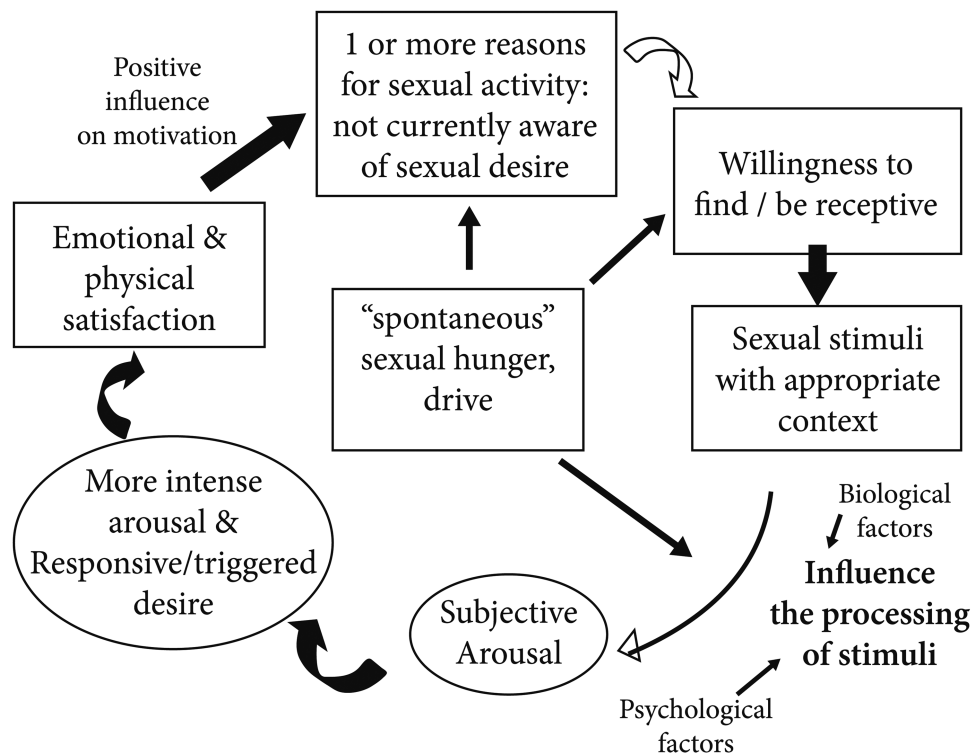 Positive
influence
on motivation
1 or more reasons
for sexual activity:
not currently aware
of sexual desire
Willingness to
find / be receptive
Emotional &
physical
satisfaction
“spontaneous”
sexual hunger,
drive
Sexual stimuli
with appropriate
context
More intense
arousal &
Responsive/triggered
desire
Subjective
Arousal
Biological
factors
Influence
the processing
of stimuli
Psychological
factors